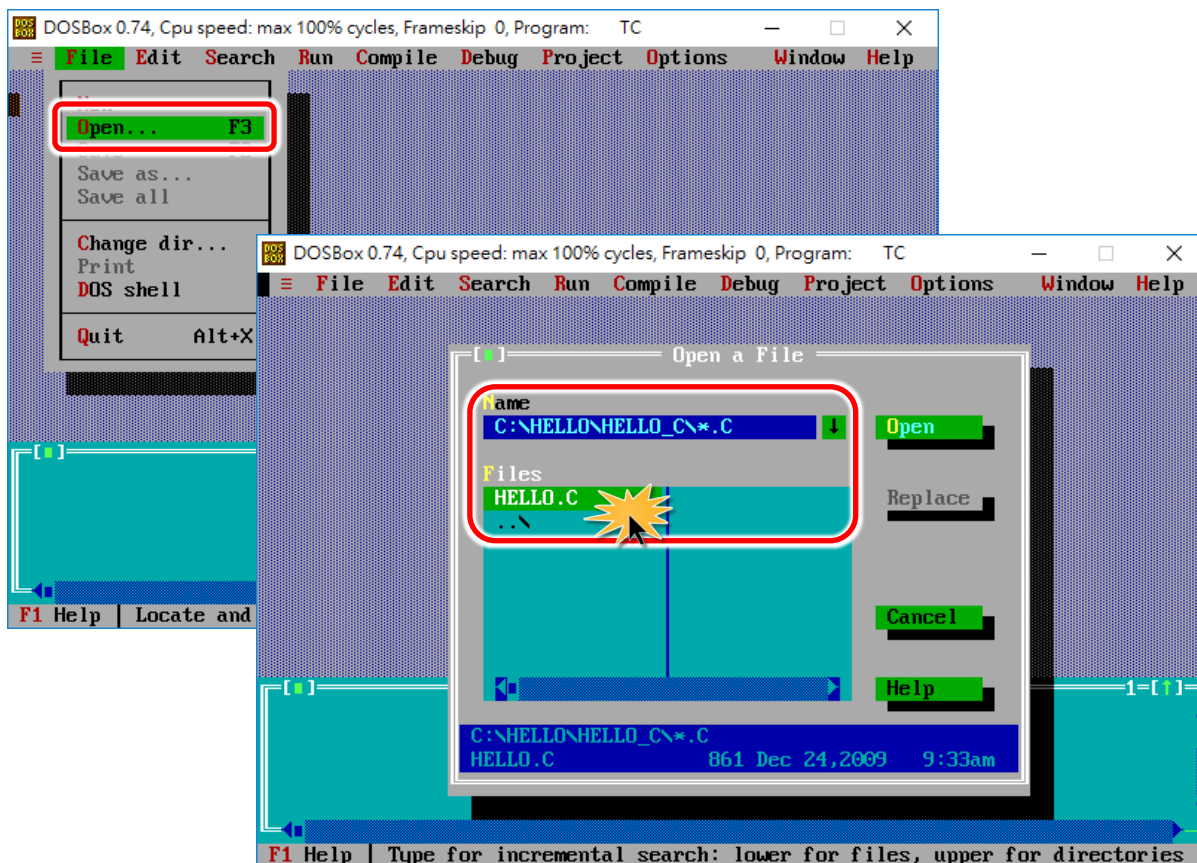 DOSBox 0.74, Cpu speed: max 100% cycles, Frameskip 0, Program: TC
≡ File Edit Search Run Compile Debug Project Options Window Help
Open... F3
Save as...
Save all
Change dir...
Print
DOS shell
Quit Alt+X
F1 Help | Locate and
DOSBox 0.74, Cpu speed: max 100% cycles, Frameskip 0, Program: TC
≡ File Edit Search Run Compile Debug Project Options Window Help
Open a File
Name
C:\HELLO\HELLO_C\*.C
Open
Files
HELLO.C
..\
Replace
Cancel
Help
C:\HELLO\HELLO_C\*.C
HELLO.C 861 Dec 24,2009 9:33am
1=[↑]=
F1 Help | Type for incremental search: lower for files, upper for directories